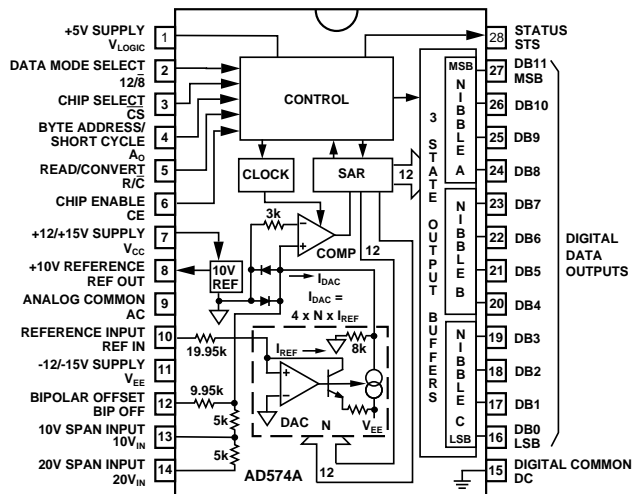 +5V SUPPLY
VLOGIC
1
DATA MODE SELECT
12/8̅
2
CHIP SELECT
C̅S̅
3
BYTE ADDRESS/
SHORT CYCLE
AO
4
READ/CONVERT
R/C̅
5
CHIP ENABLE
CE
6
+12/+15V SUPPLY
VCC
7
+10V REFERENCE
REF OUT
8
ANALOG COMMON
AC
9
REFERENCE INPUT
REF IN
10
-12/-15V SUPPLY
VEE
11
BIPOLAR OFFSET
BIP OFF
12
10V SPAN INPUT
10VIN
13
20V SPAN INPUT
20VIN
14
CONTROL
CLOCK
SAR
12
3k
COMP
12
10V
REF
IDAC
IDAC =
4 x N x IREF
19.95k
IREF
8k
9.95k
5k
5k
DAC
N
VEE
12
AD574A
3 STATE OUTPUT BUFFERS
MSB
NIBBLE A
NIBBLE B
NIBBLE C
LSB
28
STATUS
STS
27
DB11
MSB
26
DB10
25
DB9
24
DB8
23
DB7
22
DB6
21
DB5
20
DB4
19
DB3
18
DB2
17
DB1
16
DB0
LSB
15
DIGITAL COMMON
DC
DIGITAL
DATA
OUTPUTS